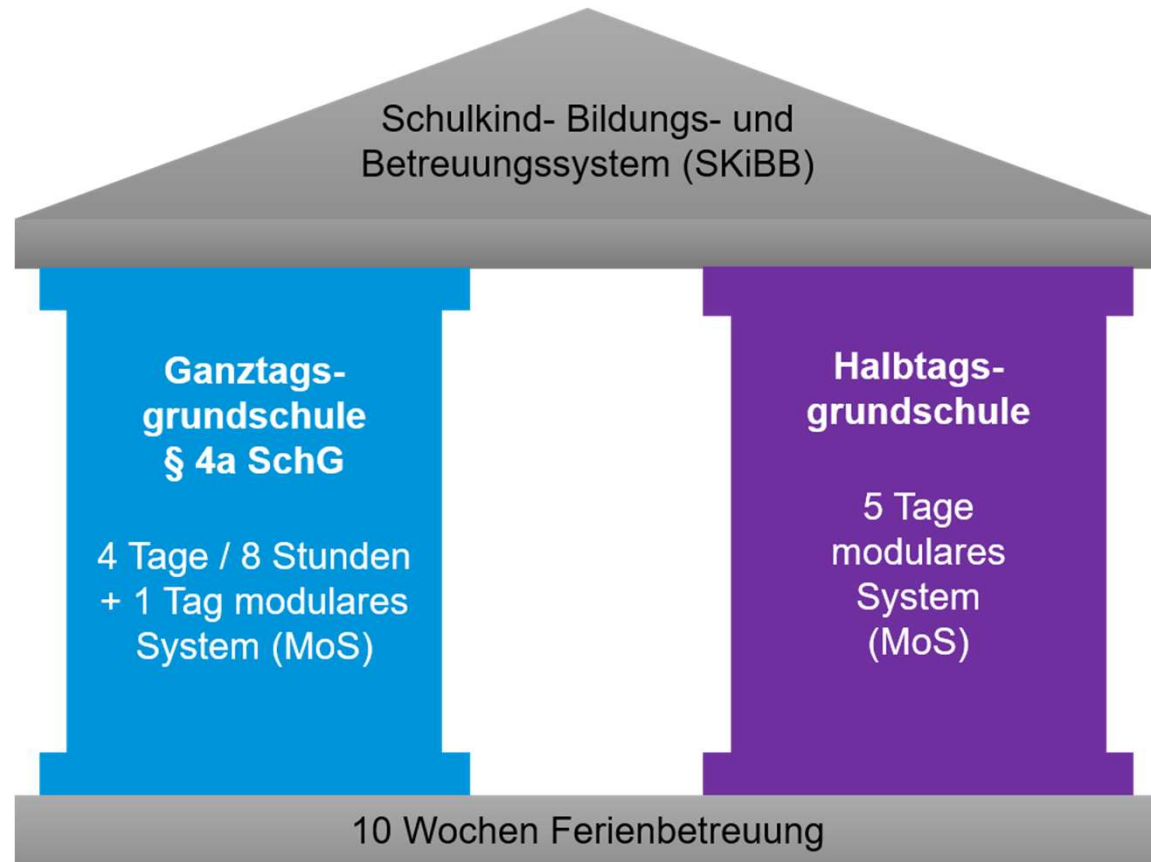 Schulkind- Bildungs- und
Betreuungssystem (SKiBB)
Ganztags-
grundschule
§ 4a SchG
4 Tage / 8 Stunden
+ 1 Tag modulares
System (MoS)
Halbtags-
grundschule
5 Tage
modulares
System
(MoS)
10 Wochen Ferienbetreuung